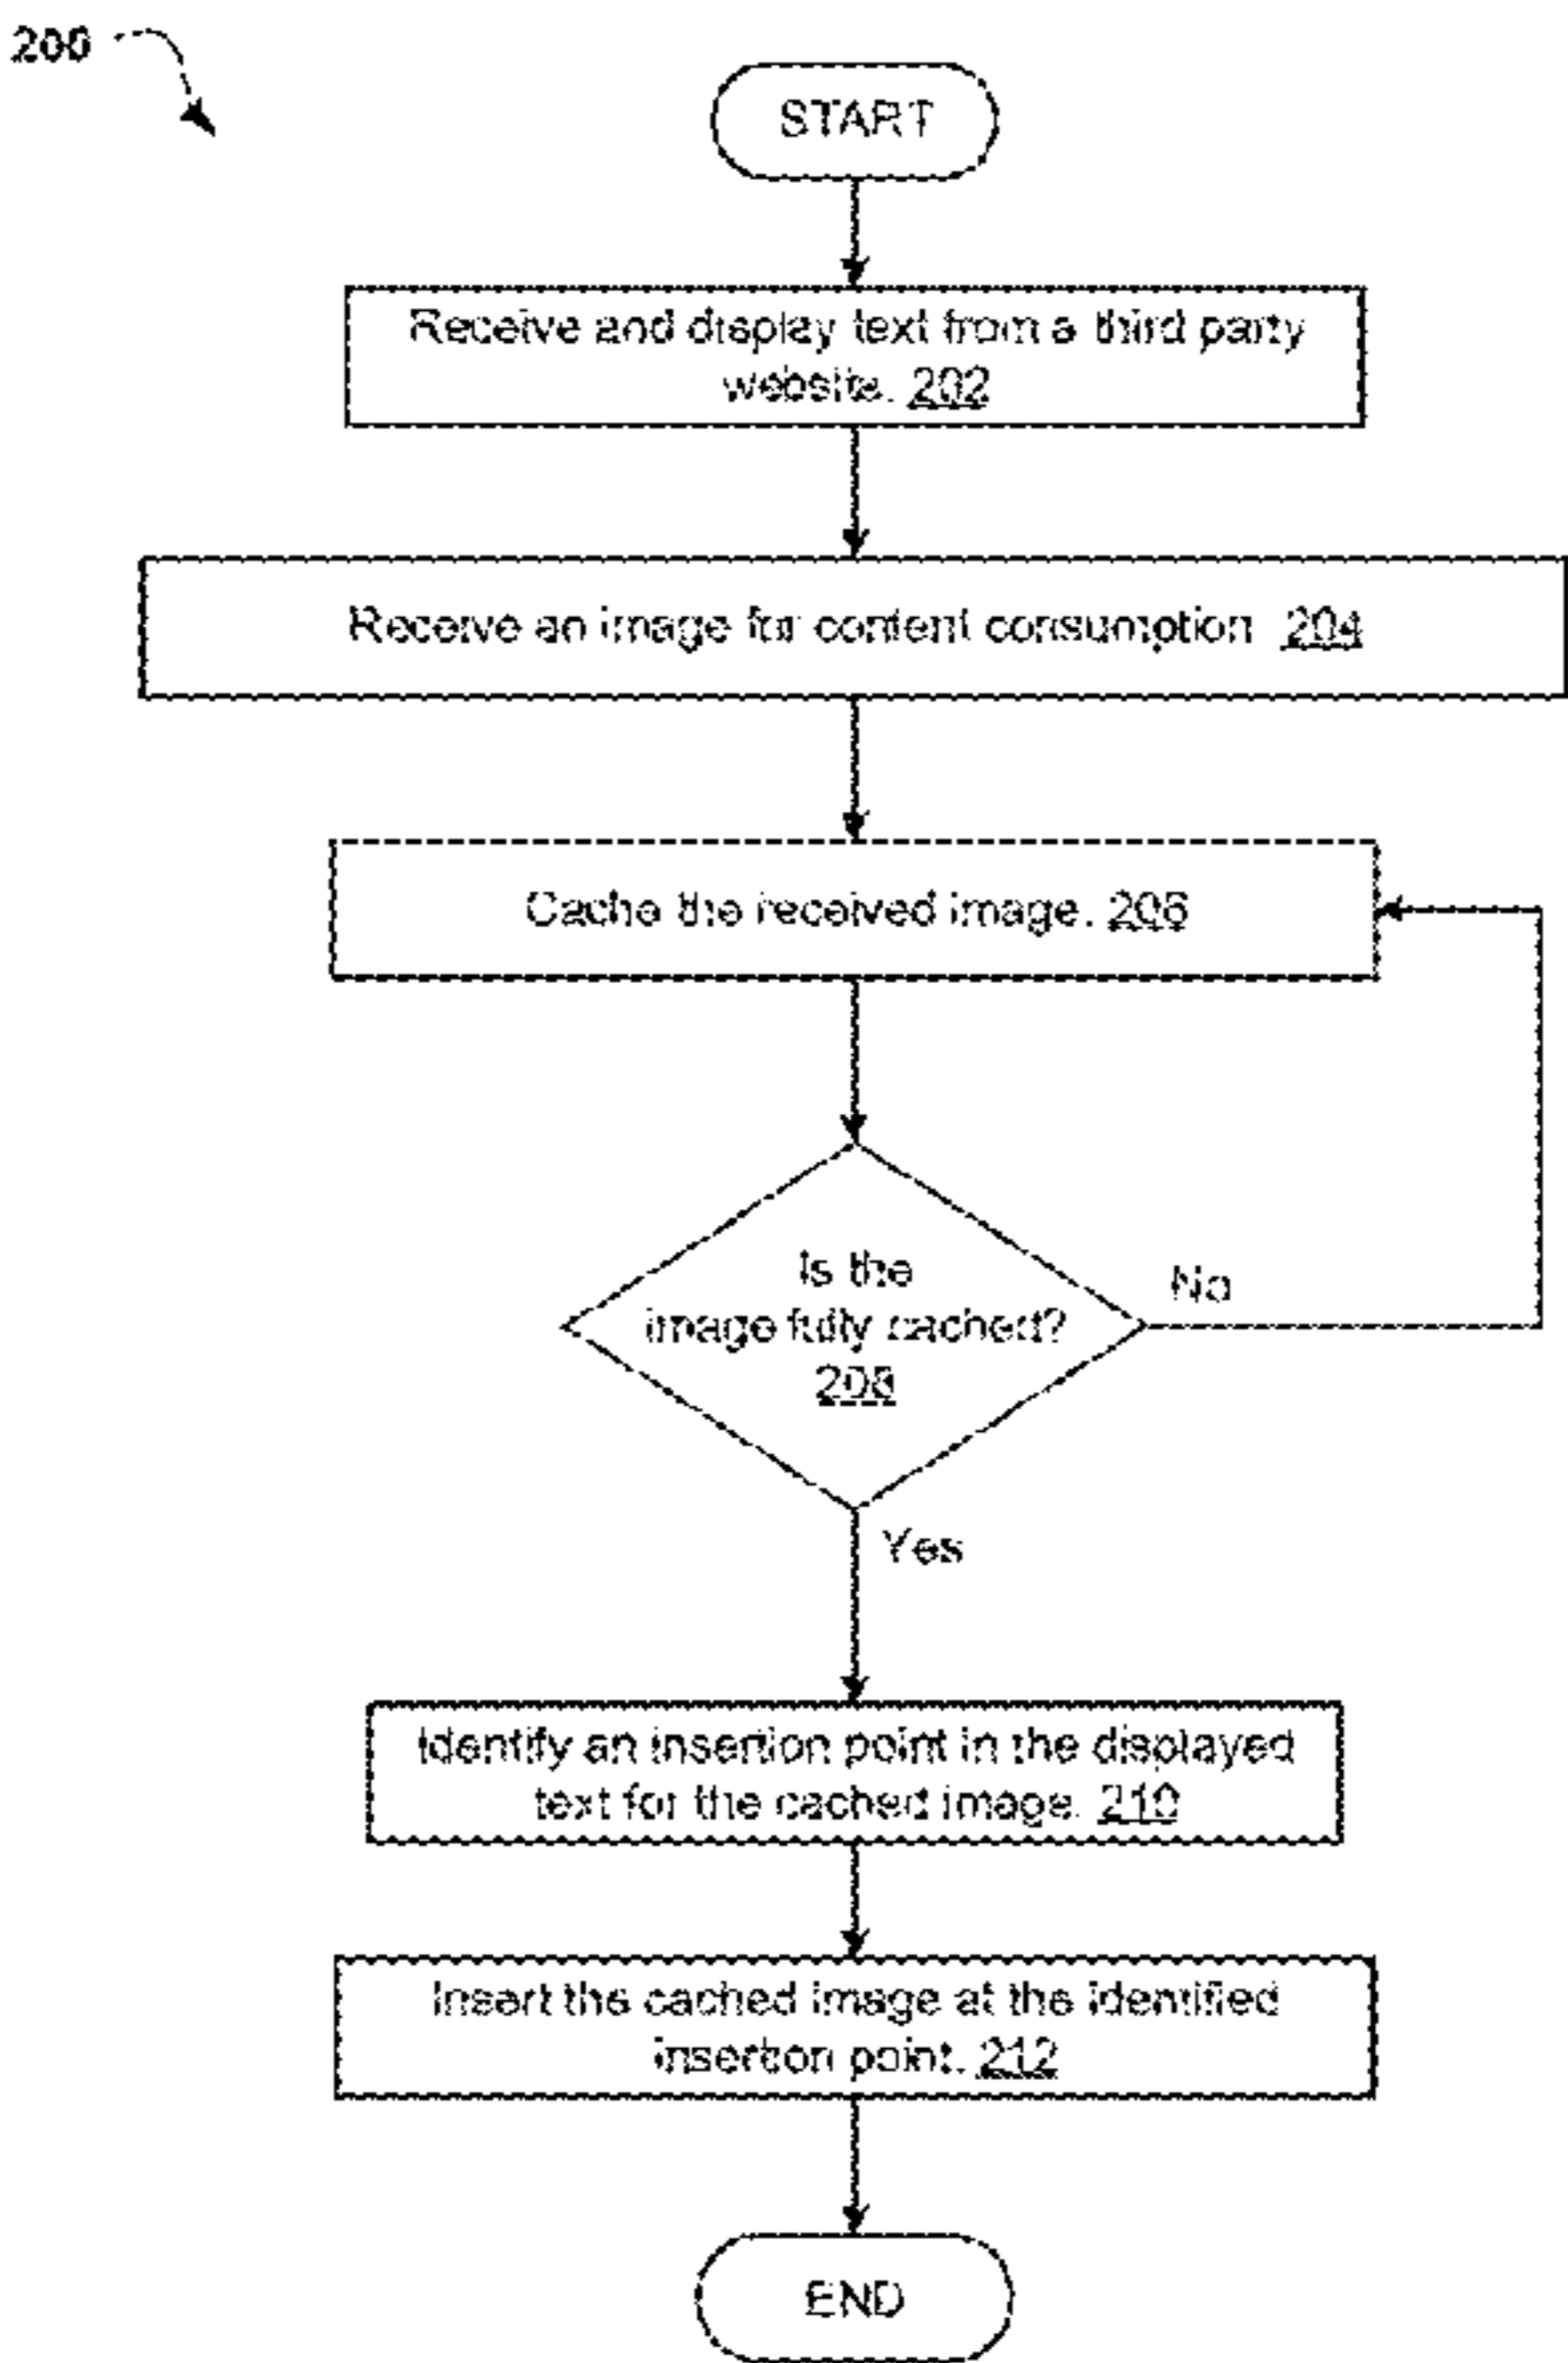 200
START
Receive and display text from a third party
website. 202
Receive an image for content consumption 204
Cache the received image. 206
Is the
image fully cached?
208
No
Yes
Identify an insertion point in the displayed
text for the cached image. 210
Insert the cached image at the identified
insertion point. 212
END